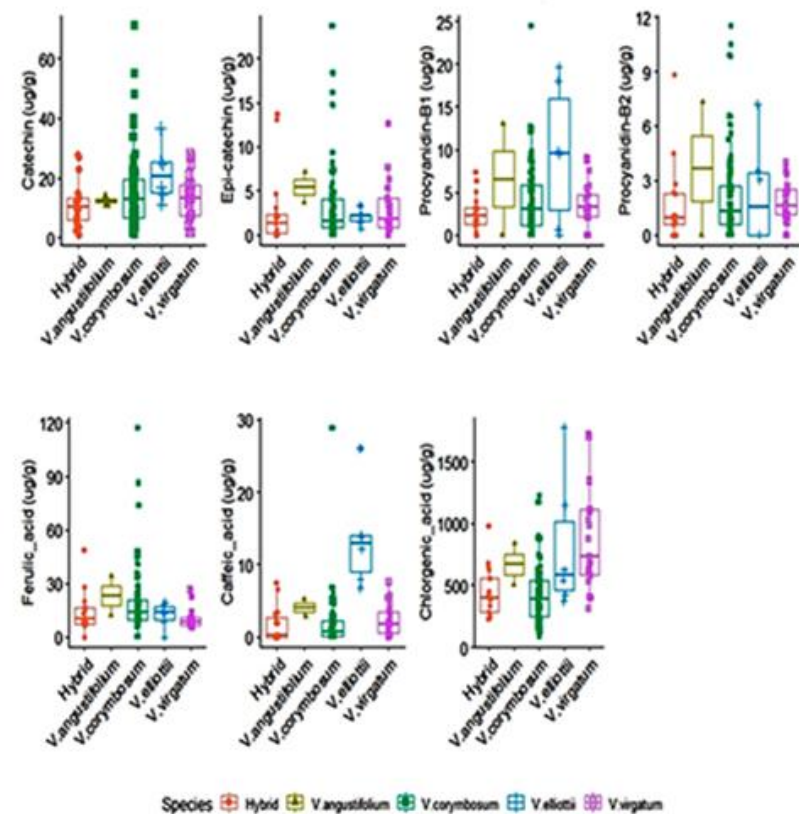 Catechin (ug/g)
60
40
20
0
Hybrid
V.angustifolium
V.corymbosum
V.elliottii
V.virgatum
Epi-catechin (ug/g)
20
15
10
5
0
Hybrid
V.angustifolium
V.corymbosum
V.elliottii
V.virgatum
Procyanidin-B1 (ug/g)
25
20
15
10
5
0
Hybrid
V.angustifolium
V.corymbosum
V.elliottii
V.virgatum
Procyanidin-B2 (ug/g)
12
9
6
3
0
Hybrid
V.angustifolium
V.corymbosum
V.elliottii
V.virgatum
Ferulic_acid (ug/g)
120
90
60
30
0
Hybrid
V.angustifolium
V.corymbosum
V.elliottii
V.virgatum
Caffeic_acid (ug/g)
30
20
10
0
Hybrid
V.angustifolium
V.corymbosum
V.elliottii
V.virgatum
Chlorgenic_acid (ug/g)
1500
1000
500
0
Hybrid
V.angustifolium
V.corymbosum
V.elliottii
V.virgatum
Species Hybrid V.angustifolium V.corymbosum V.elliottii V.virgatum